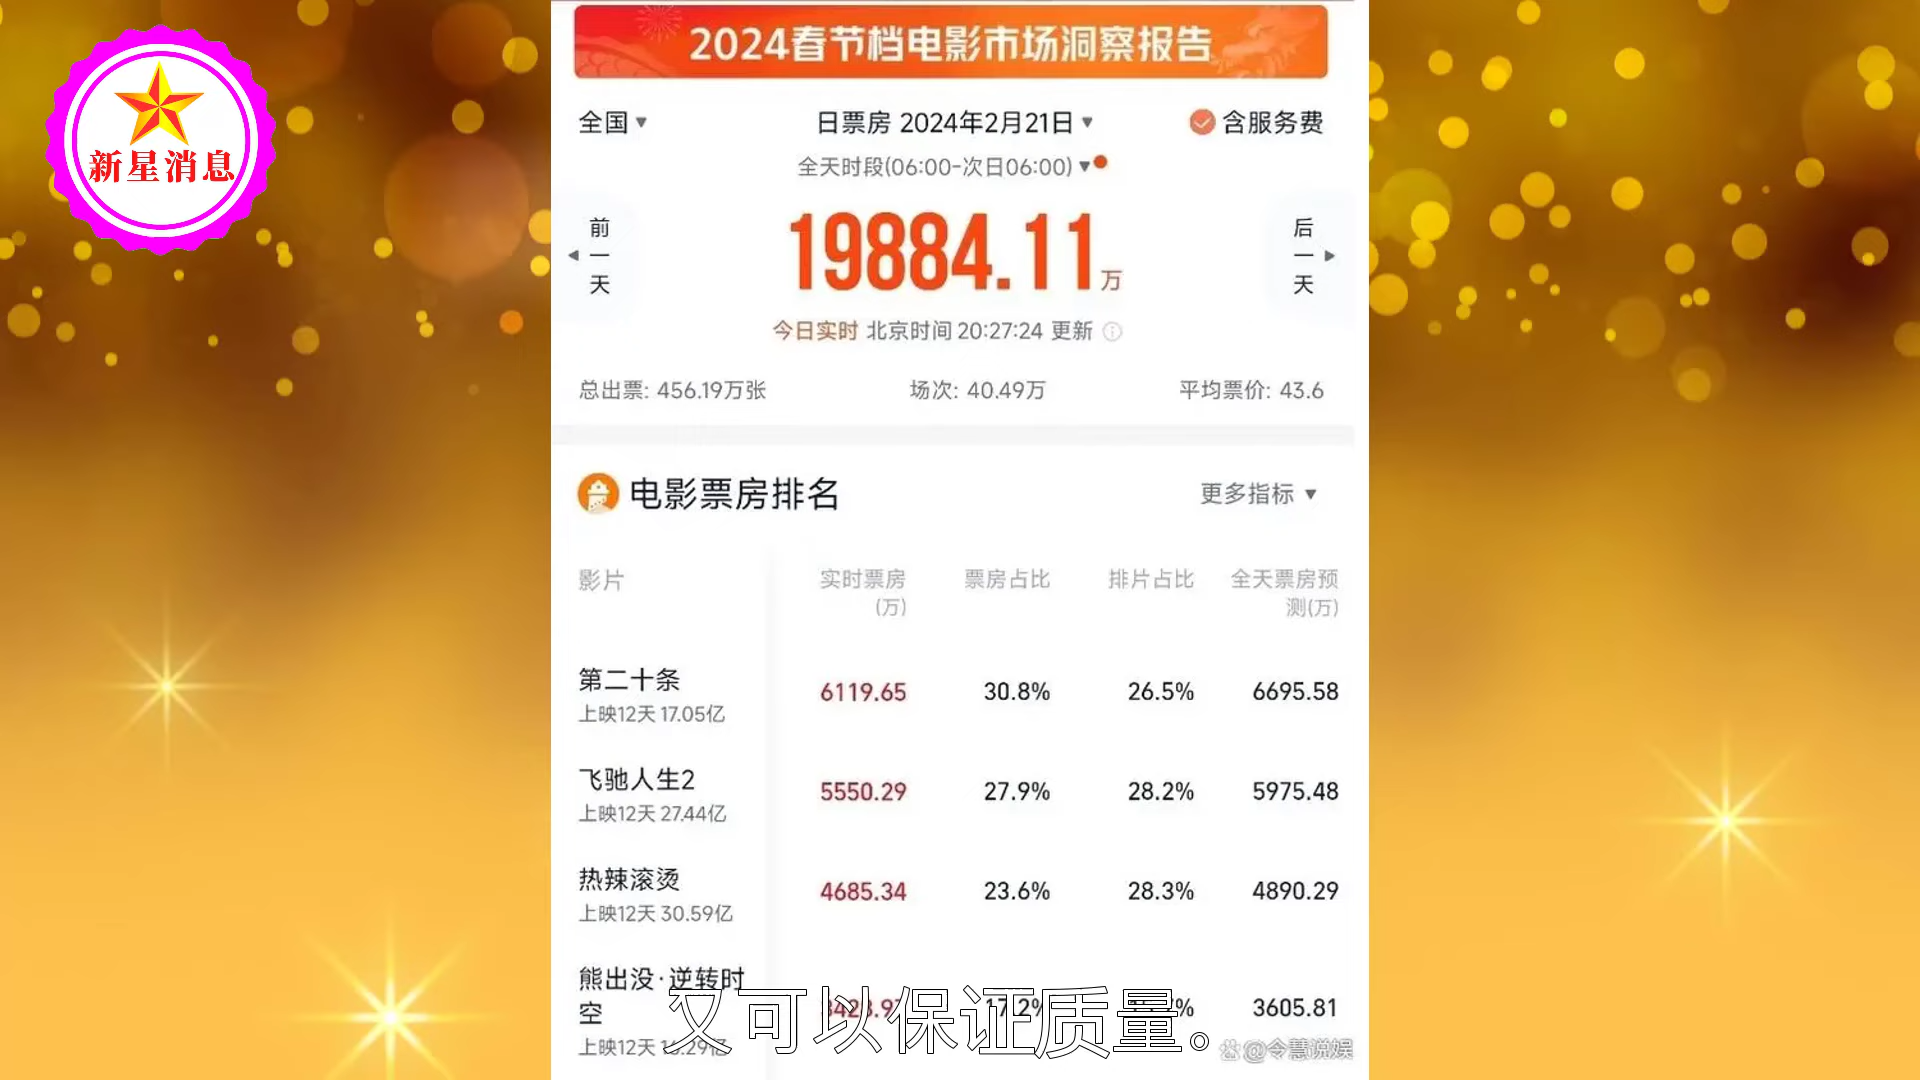 新星消息
2024春节档电影市场洞察报告
全国 日票房 2024年2月21日 含服务费
全天时段(06:00-次日06:00)
前一天
19884.11万
后一天
今日实时 北京时间 20:27:24 更新
总出票: 456.19万张 场次: 40.49万 平均票价: 43.6
电影票房排名 更多指标
影片 实时票房(万) 票房占比 排片占比 全天票房预测(万)
第二十条 6119.65 30.8% 26.5% 6695.58
上映12天 17.05亿
飞驰人生2 5550.29 27.9% 28.2% 5975.48
上映12天 27.44亿
热辣滚烫 4685.34 23.6% 28.3% 4890.29
上映12天 30.59亿
熊出没·逆转时空 17.2% 3605.81
上映12天
又可以保证质量。
@令慧说娱